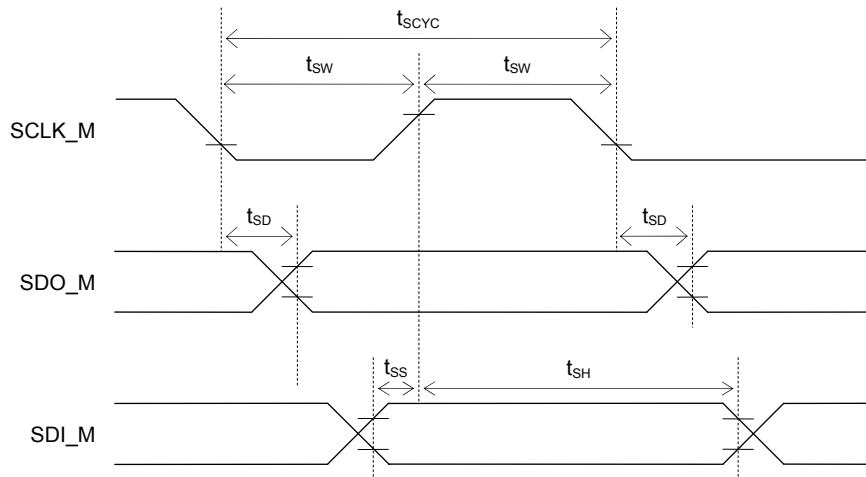 tSCYC
tSW tSW
SCLK_M
tSD tSD
SDO_M
tSS tSH
SDI_M